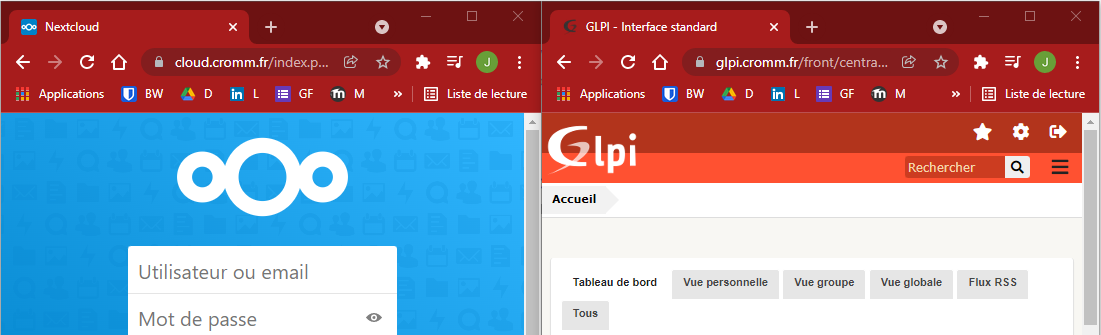 Nextcloud
cloud.cromm.fr/index.p...
J
Applications BW D L GF M » Liste de lecture
Utilisateur ou email
Mot de passe
GLPI - Interface standard
glpi.cromm.fr/front/centra...
J
Applications BW D L GF M » Liste de lecture
Glpi
Rechercher
Accueil
Tableau de bord Vue personnelle Vue groupe Vue globale Flux RSS
Tous